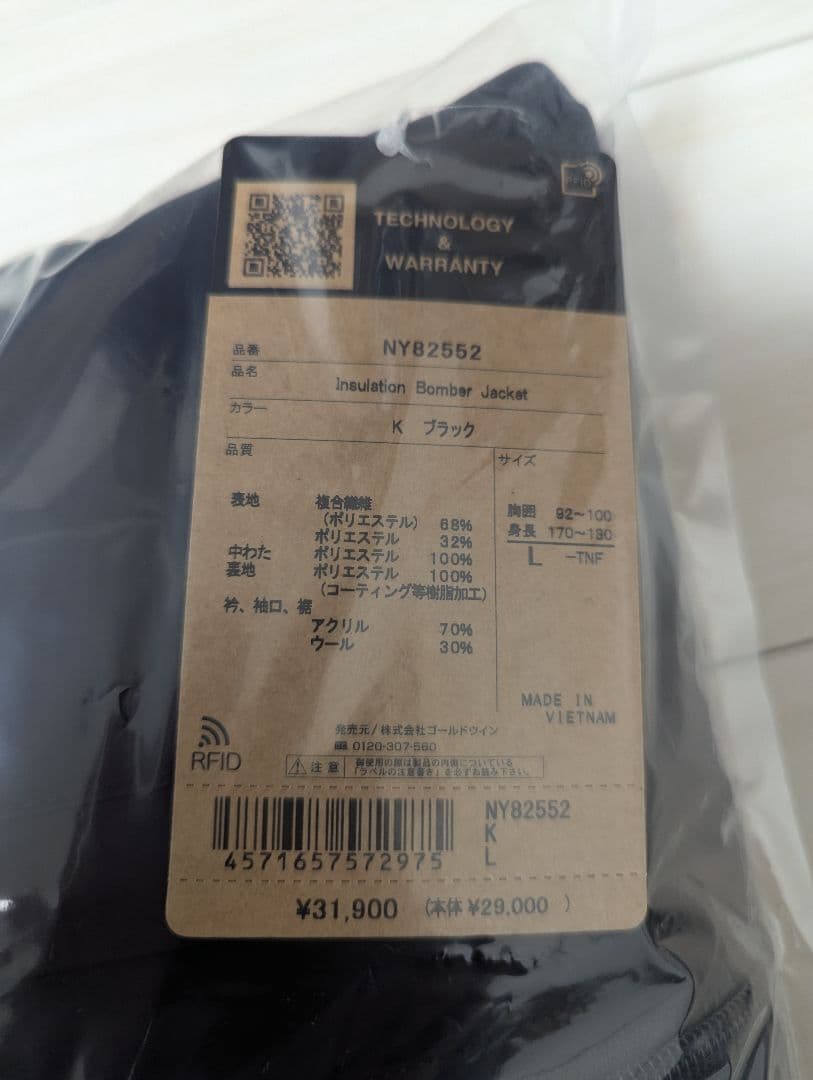 RFID
TECHNOLOGY
&
WARRANTY
品番 NY82552
品名 Insulation Bomber Jacket
カラー K ブラック
品質 サイズ
表地 複合繊維
(ポリエステル) 68%
ポリエステル 32%
中わた ポリエステル 100%
裏地 ポリエステル 100%
(コーティング等樹脂加工)
衿、袖口、裾
アクリル 70%
ウール 30%
胸囲 92~100
身長 170~180
L -TNF
MADE IN
VIETNAM
RFID
発売元/株式会社ゴールドウイン
0120-307-560
注意 御使用の際は製品の内側についている
「ラベルの注意書き」を必ずお読み下さい。
4571657572975
NY82552
K
L
¥31,900 (本体 ¥29,000 )